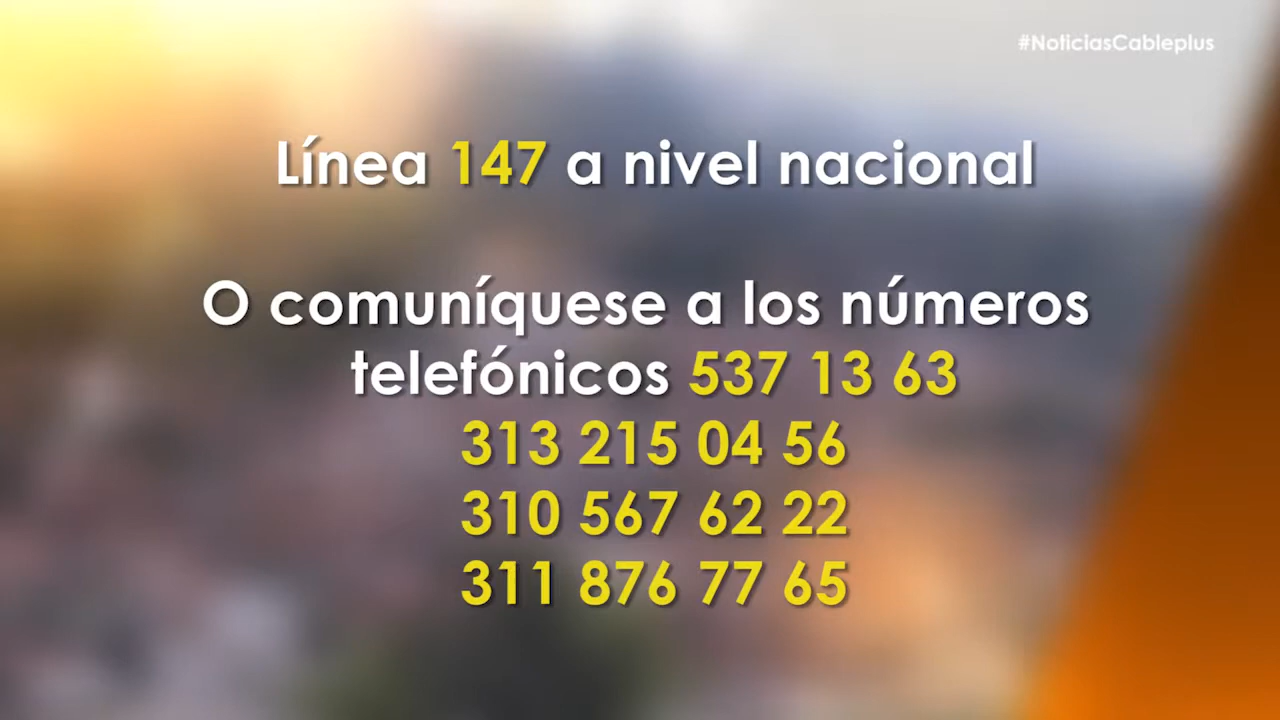 #NoticiasCableplus
Línea 147 a nivel nacional
O comuníquese a los números
telefónicos 537 13 63
313 215 04 56
310 567 62 22
311 876 77 65